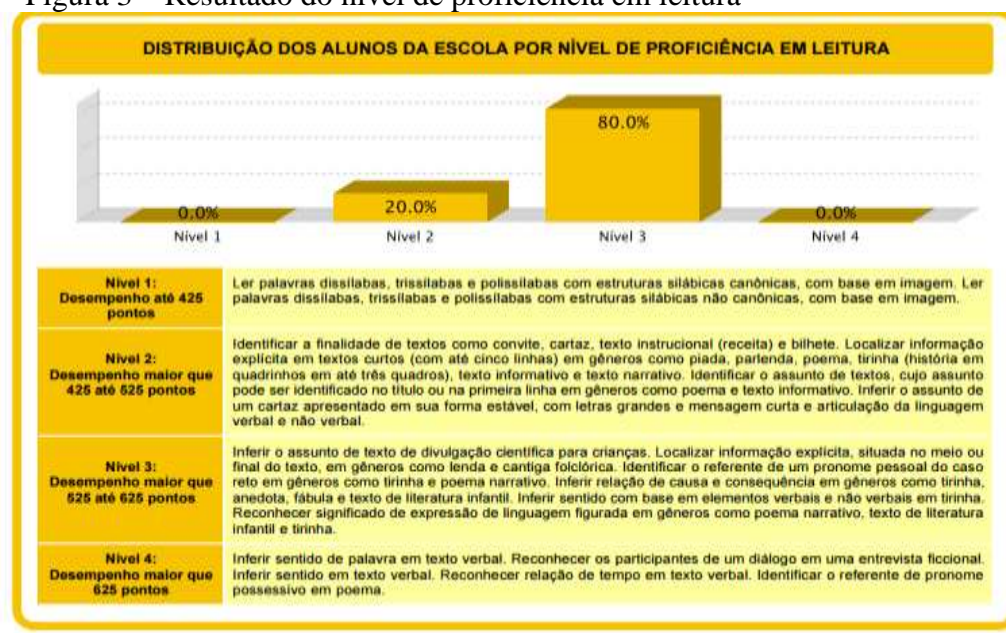 Figura 3 – Resultado do nível de proficiência em leitura
DISTRIBUIÇÃO DOS ALUNOS DA ESCOLA POR NÍVEL DE PROFICIÊNCIA EM LEITURA
80.0%
0.0%
20.0%
0.0%
Nível 1
Nível 2
Nível 3
Nível 4
Nível 1:
Desempenho até 425
pontos
Ler palavras dissílabas, trissílabas e polissílabas com estruturas silábicas canônicas, com base em imagem. Ler
palavras dissílabas, trissílabas e polissílabas com estruturas silábicas não canônicas, com base em imagem.
Nível 2:
Desempenho maior que
425 até 525 pontos
Identificar a finalidade de textos como convite, cartaz, texto instrucional (receita) e bilhete. Localizar informação
explícita em textos curtos (com até cinco linhas) em gêneros como piada, parlenda, poema, tirinha (história em
quadrinhos em até três quadros), texto informativo e texto narrativo. Identificar o assunto de textos, cujo assunto
pode ser identificado no título ou na primeira linha em gêneros como poema e texto informativo. Inferir o assunto de
um cartaz apresentado em sua forma estável, com letras grandes e mensagem curta e articulação da linguagem
verbal e não verbal.
Nível 3:
Desempenho maior que
525 até 625 pontos
Inferir o assunto de texto de divulgação científica para crianças. Localizar informação explícita, situada no meio ou
final do texto, em gêneros como lenda e cantiga folclórica. Identificar o referente de um pronome pessoal do caso
reto em gêneros como tirinha e poema narrativo. Inferir relação de causa e consequência em gêneros como tirinha,
anedota, fábula e texto de literatura infantil. Inferir sentido com base em elementos verbais e não verbais em tirinha.
Reconhecer significado de expressão de linguagem figurada em gêneros como poema narrativo, texto de literatura
infantil e tirinha.
Nível 4:
Desempenho maior que
625 pontos
Inferir sentido de palavra em texto verbal. Reconhecer os participantes de um diálogo em uma entrevista ficcional.
Inferir sentido em texto verbal. Reconhecer relação de tempo em texto verbal. Identificar o referente de pronome
possessivo em poema.